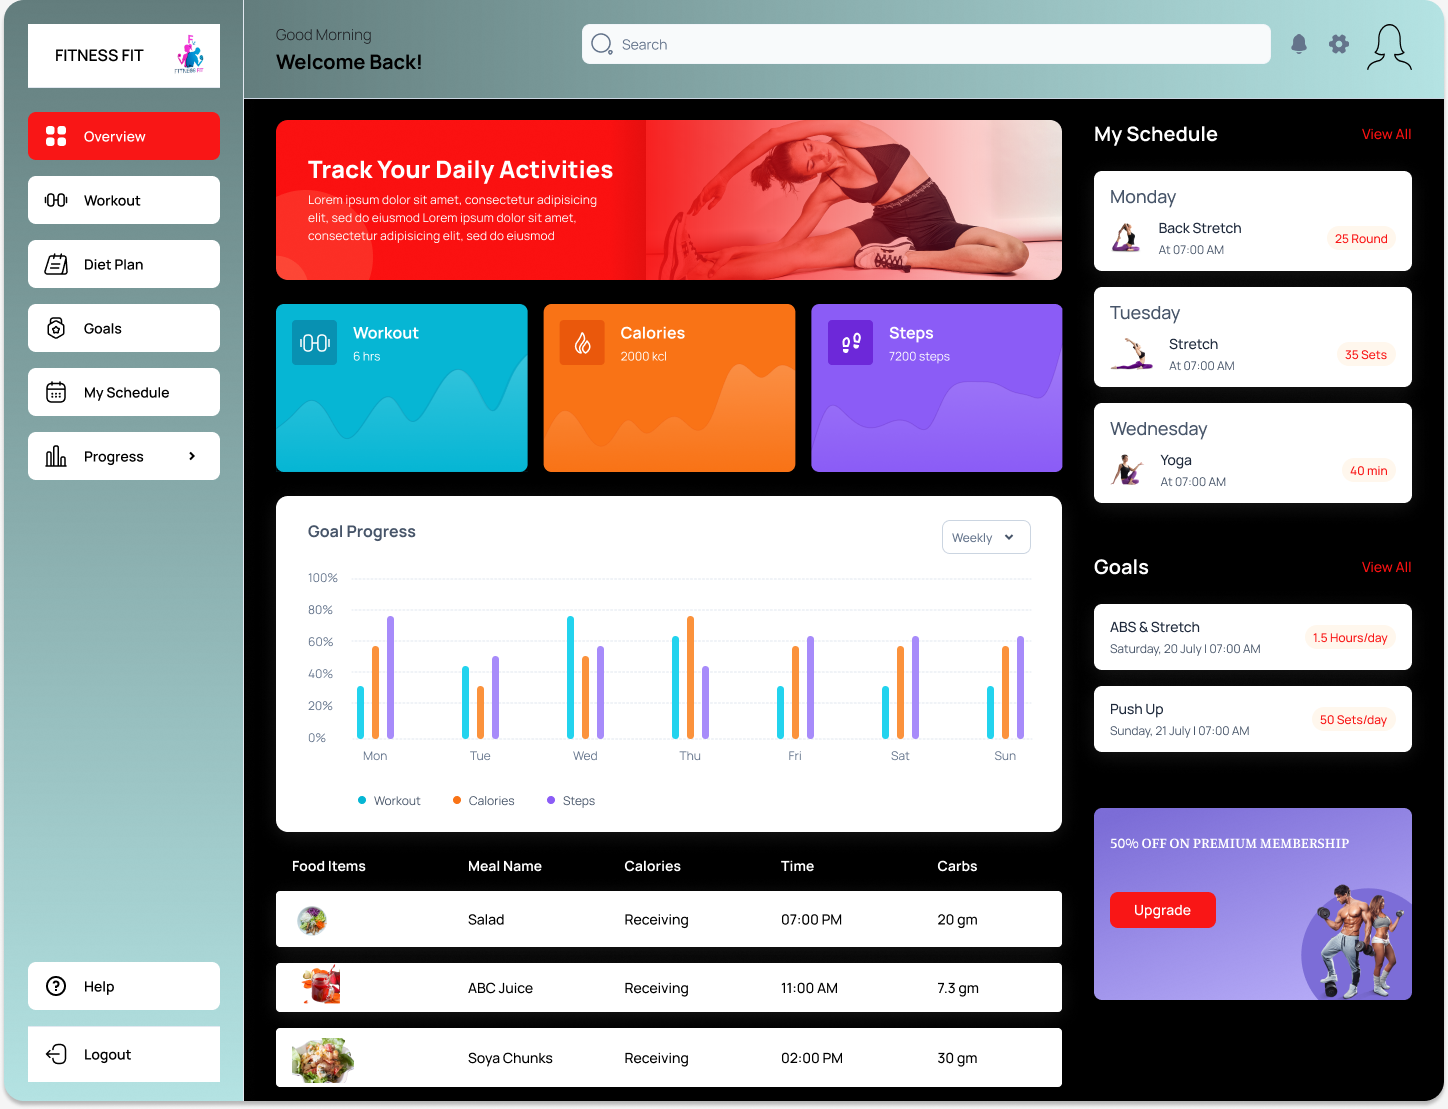 FITNESS FIT
FITNESS FIT
Overview
Workout
Diet Plan
Goals
My Schedule
Progress
Help
Logout
Good Morning
Welcome Back!
Search
Track Your Daily Activities
Lorem ipsum dolor sit amet, consectetur adipisicing
elit, sed do eiusmod Lorem ipsum dolor sit amet,
consectetur adipisicing elit, sed do eiusmod
Workout
6 hrs
Calories
2000 kcl
Steps
7200 steps
Goal Progress
Weekly
100%
80%
60%
40%
20%
0%
Mon Tue Wed Thu Fri Sat Sun
Workout Calories Steps
Food Items Meal Name Calories Time Carbs
Salad Receiving 07:00 PM 20 gm
ABC Juice Receiving 11:00 AM 7.3 gm
Soya Chunks Receiving 02:00 PM 30 gm
My Schedule View All
Monday
Back Stretch
At 07:00 AM
25 Round
Tuesday
Stretch
At 07:00 AM
35 Sets
Wednesday
Yoga
At 07:00 AM
40 min
Goals View All
ABS & Stretch
Saturday, 20 July | 07:00 AM
1.5 Hours/day
Push Up
Sunday, 21 July | 07:00 AM
50 Sets/day
50% OFF ON PREMIUM MEMBERSHIP
Upgrade